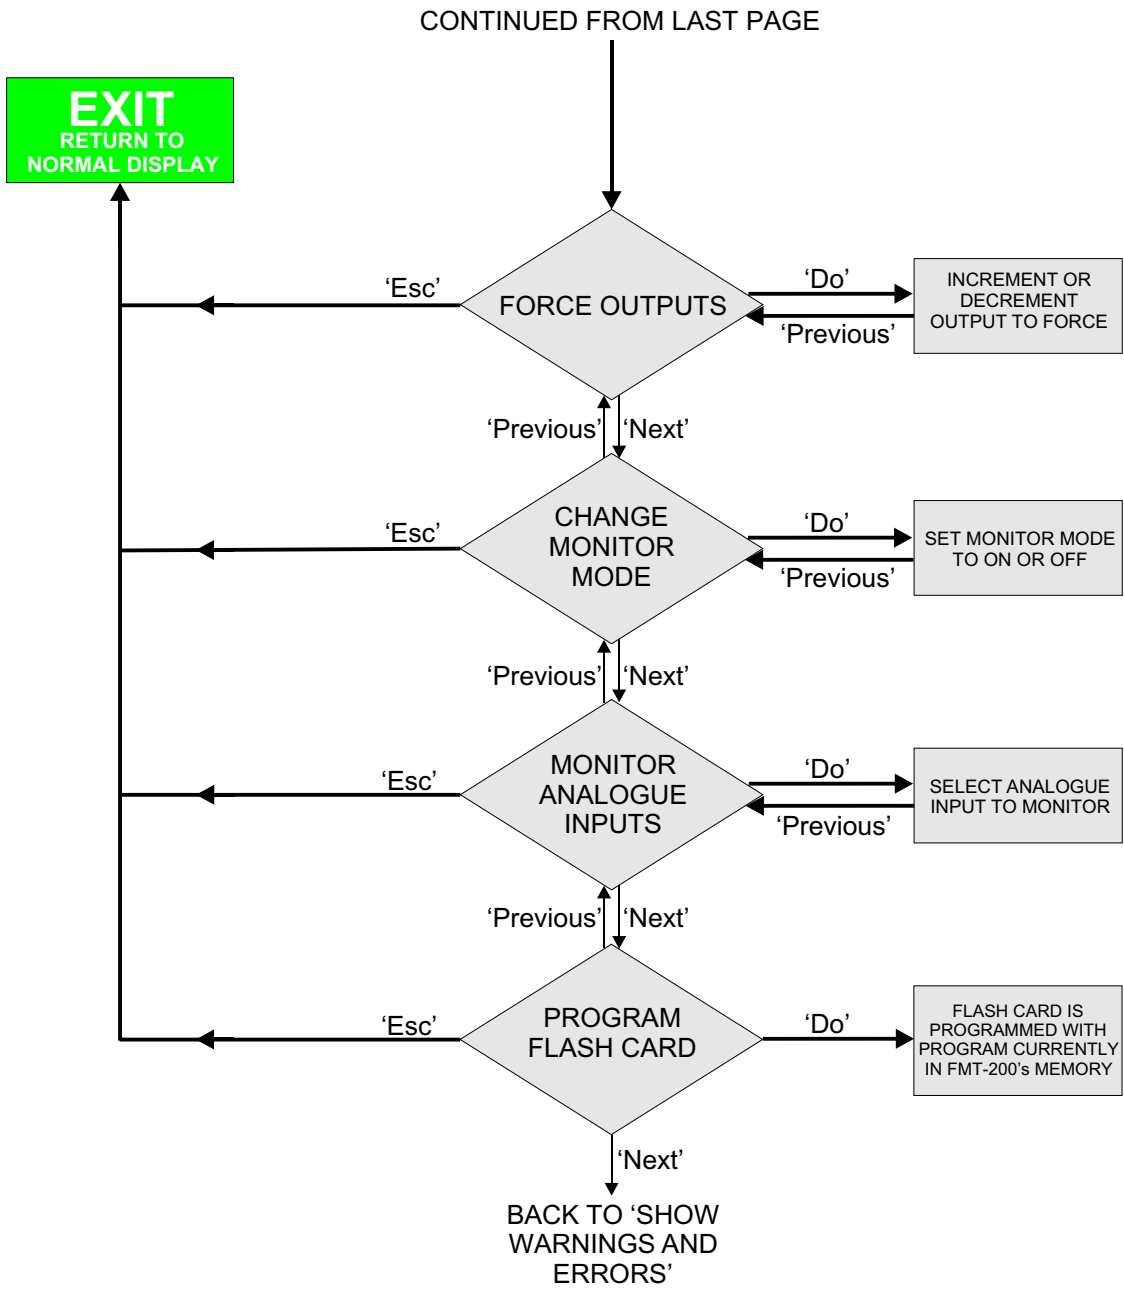 CONTINUED FROM LAST PAGE
EXIT
RETURN TO
NORMAL DISPLAY
‘Esc’
FORCE OUTPUTS
‘Do’
‘Previous’
INCREMENT OR
DECREMENT
OUTPUT TO FORCE
‘Previous’
‘Next’
‘Esc’
CHANGE
MONITOR
MODE
‘Do’
‘Previous’
SET MONITOR MODE
TO ON OR OFF
‘Previous’
‘Next’
‘Esc’
MONITOR
ANALOGUE
INPUTS
‘Do’
‘Previous’
SELECT ANALOGUE
INPUT TO MONITOR
‘Previous’
‘Next’
‘Esc’
PROGRAM
FLASH CARD
‘Do’
FLASH CARD IS
PROGRAMMED WITH
PROGRAM CURRENTLY
IN FMT-200's MEMORY
‘Next’
BACK TO ‘SHOW
WARNINGS AND
ERRORS’